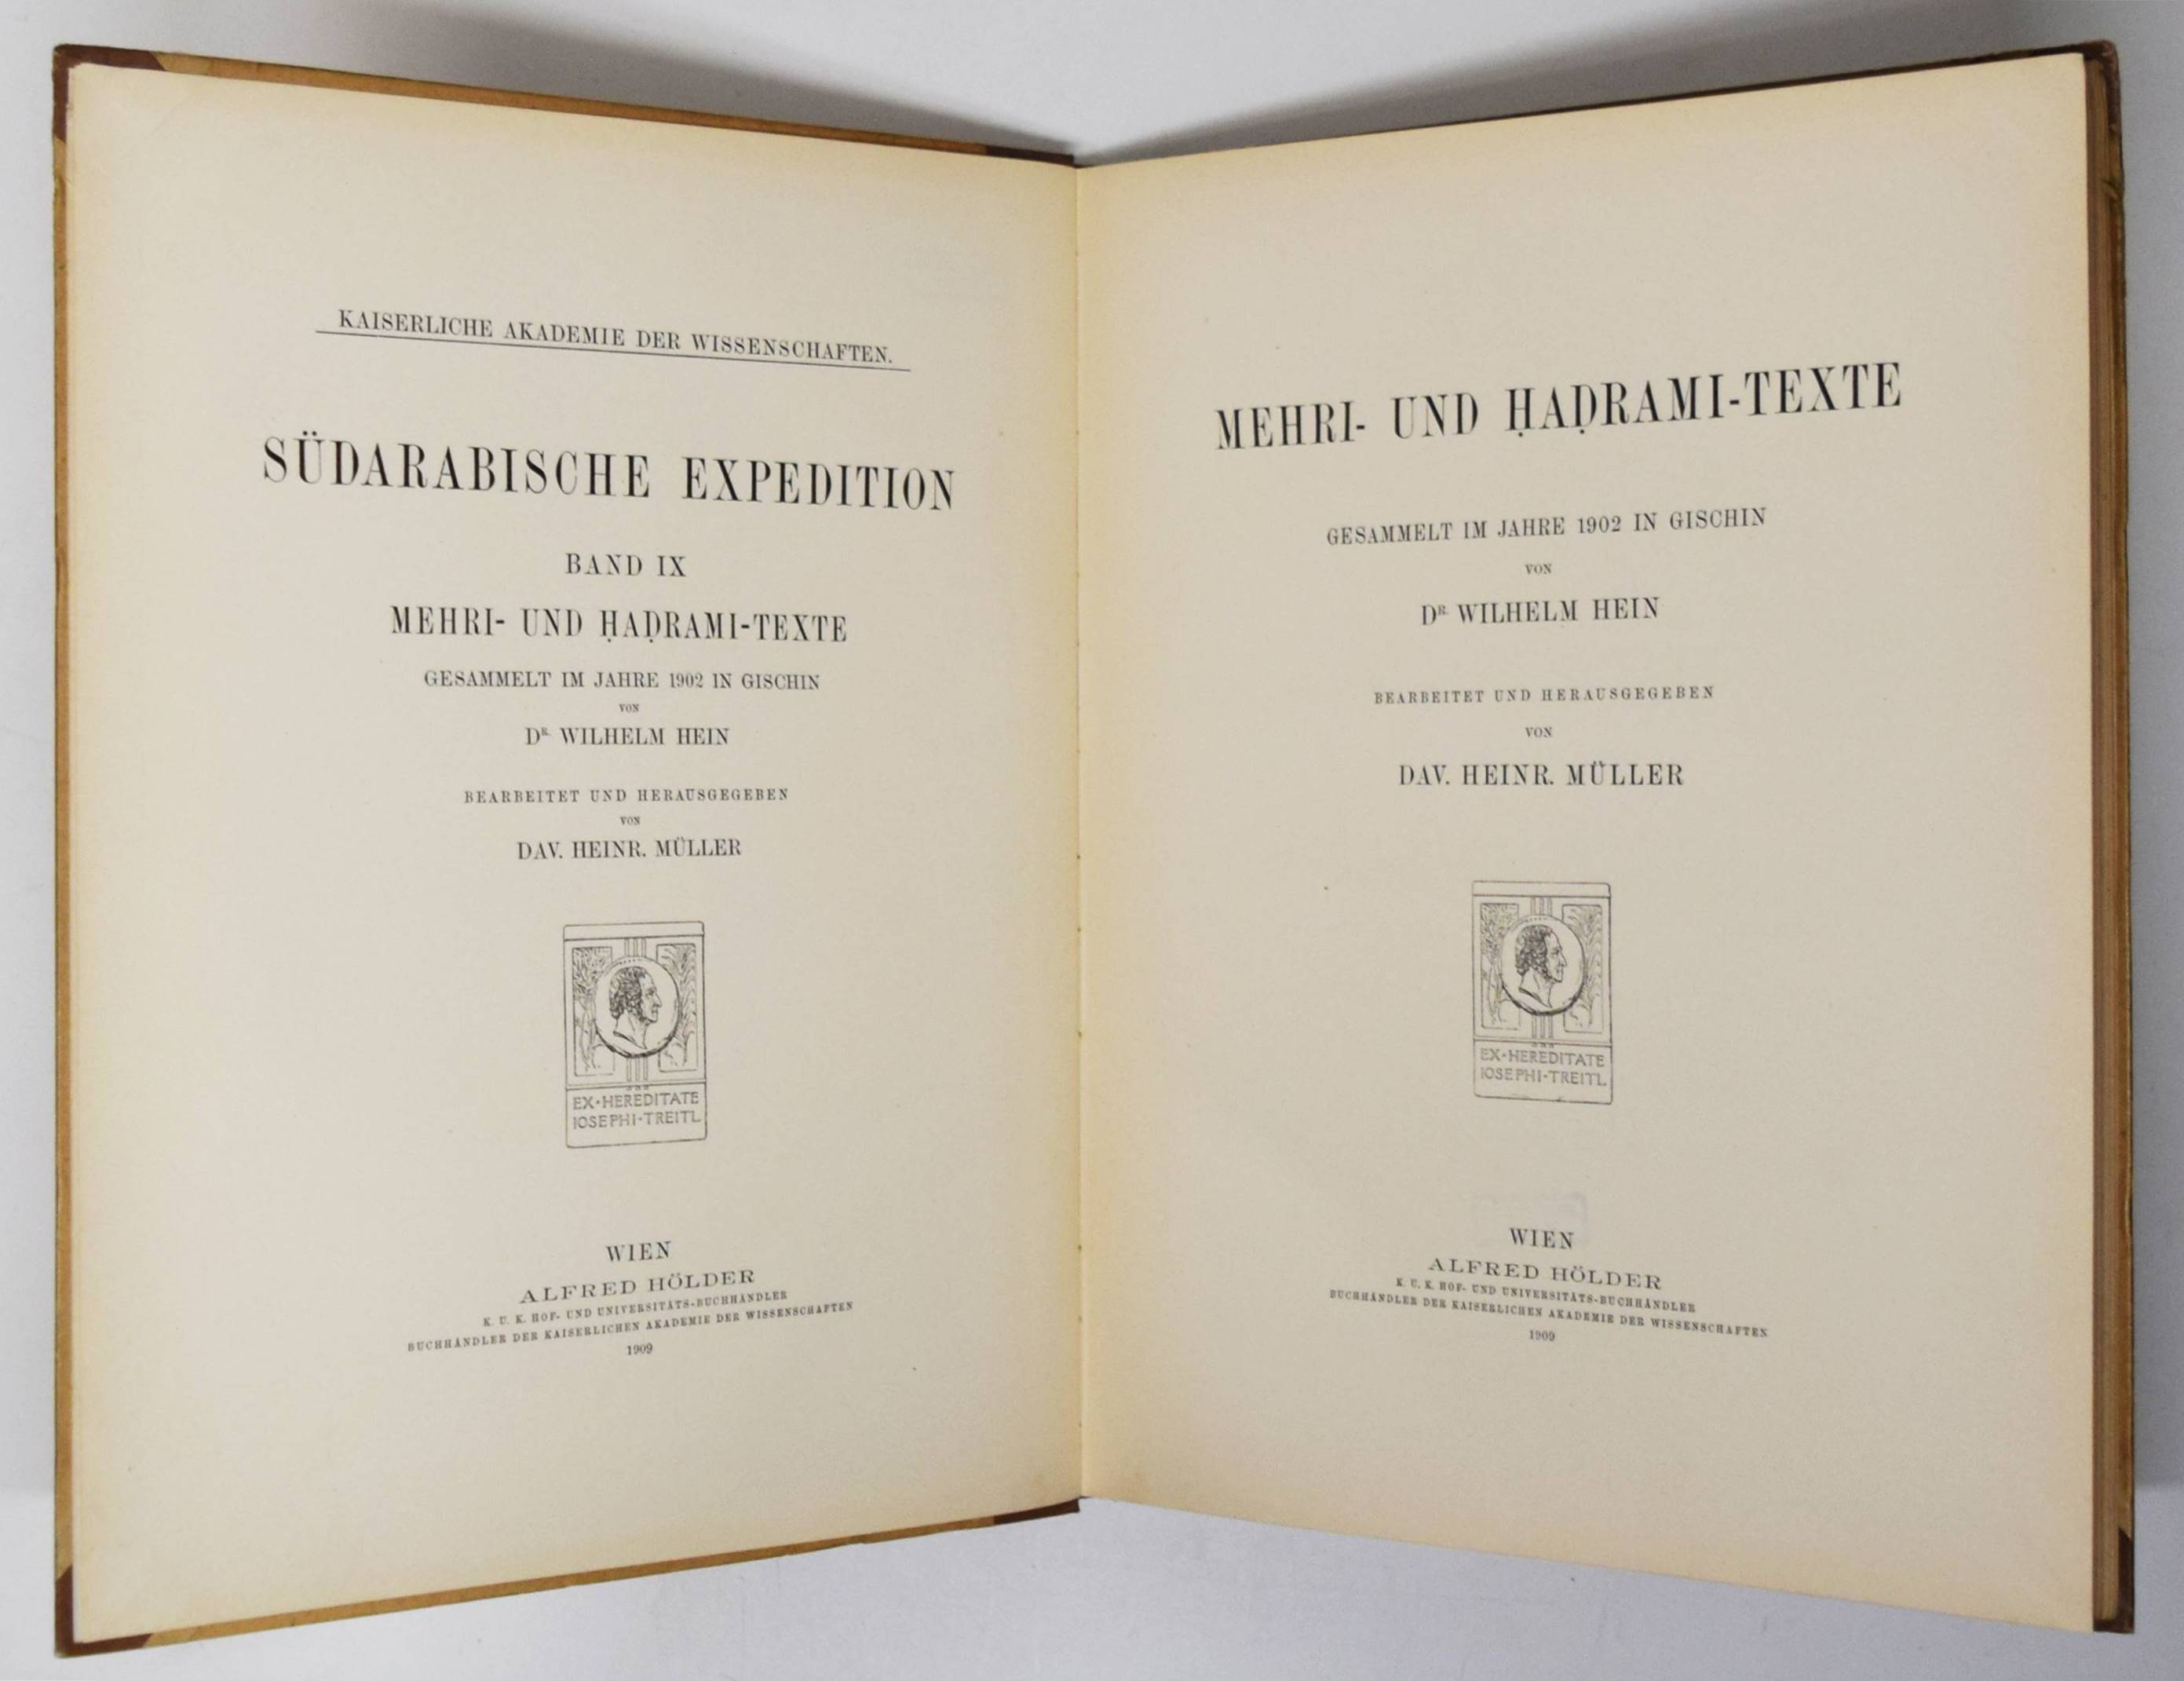 KAISERLICHE AKADEMIE DER WISSENSCHAFTEN.
SÜDARABISCHE EXPEDITION
BAND IX
MEHRI- UND ḤAḌRAMI-TEXTE
GESAMMELT IM JAHRE 1902 IN GISCHIN
VON
DR. WILHELM HEIN
BEARBEITET UND HERAUSGEGEBEN
VON
DAV. HEINR. MÜLLER
EX·HEREDITATE
IOSEPHI·TREITL
WIEN
ALFRED HÖLDER
K. U. K. HOF- UND UNIVERSITÄTS-BUCHHÄNDLER
BUCHHÄNDLER DER KAISERLICHEN AKADEMIE DER WISSENSCHAFTEN
1909
MEHRI- UND ḤAḌRAMI-TEXTE
GESAMMELT IM JAHRE 1902 IN GISCHIN
VON
DR. WILHELM HEIN
BEARBEITET UND HERAUSGEGEBEN
VON
DAV. HEINR. MÜLLER
EX·HEREDITATE
IOSEPHI·TREITL
WIEN
ALFRED HÖLDER
K. U. K. HOF- UND UNIVERSITÄTS-BUCHHÄNDLER
BUCHHÄNDLER DER KAISERLICHEN AKADEMIE DER WISSENSCHAFTEN
1909